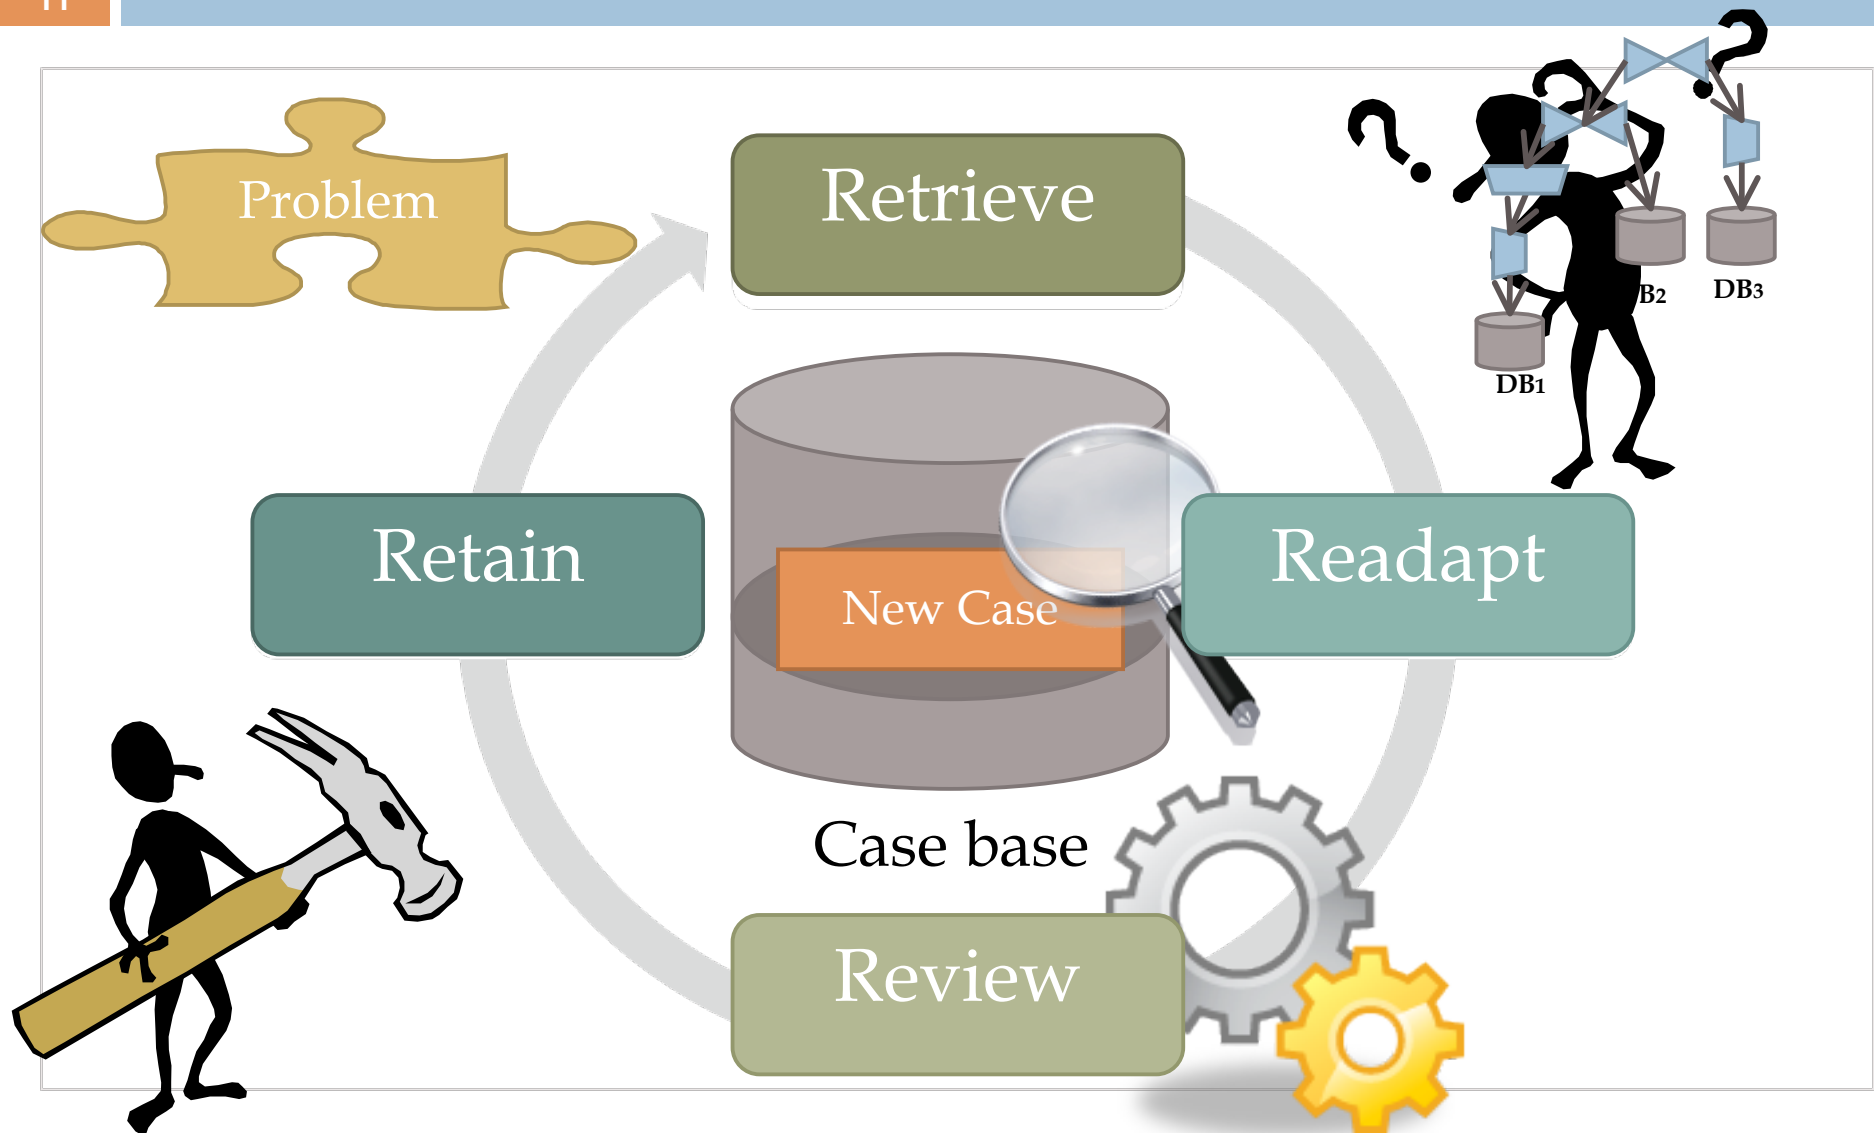 Problem
Retrieve
B2
DB3
DB1
Retain
New Case
Readapt
Case base
Review